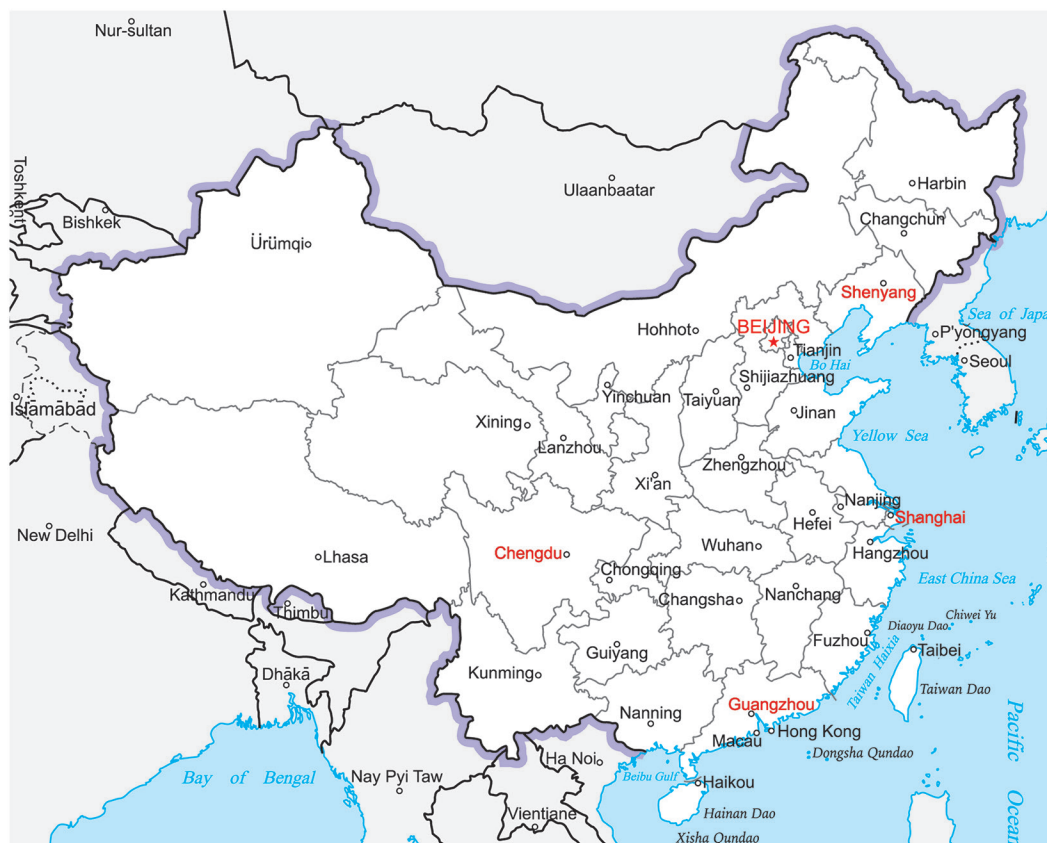 Nur-sultan
Ulaanbaatar
Toshkent
Bishkek
Harbin
Changchun
Ürümqi
Shenyang
Sea of Japa
Hohhot
BEIJING
P'yongyang
Tianjin
Bo Hai
Seoul
Shijiazhuang
Yinchuan
Taiyuan
Islamabad
Jinan
Xining
Lanzhou
Yellow Sea
Zhengzhou
Xi'an
Nanjing
Shanghai
Hefei
New Delhi
Wuhan
Hangzhou
Chengdu
Lhasa
Chongqing
East China Sea
Kathmandu
Thimbu
Changsha
Nanchang
Chiwei Yu
Diaoyu Dao
Fuzhou
Taibei
Guiyang
Taiwan Haixia
Kunming
Dhākā
Taiwan Dao
Guangzhou
Nanning
Hong Kong
Macau
Dongsha Qundao
Pacific Ocean
Ha Noi
Bay of Bengal
Nay Pyi Taw
Beibu Gulf
Haikou
Vientiane
Hainan Dao
Xisha Qundao